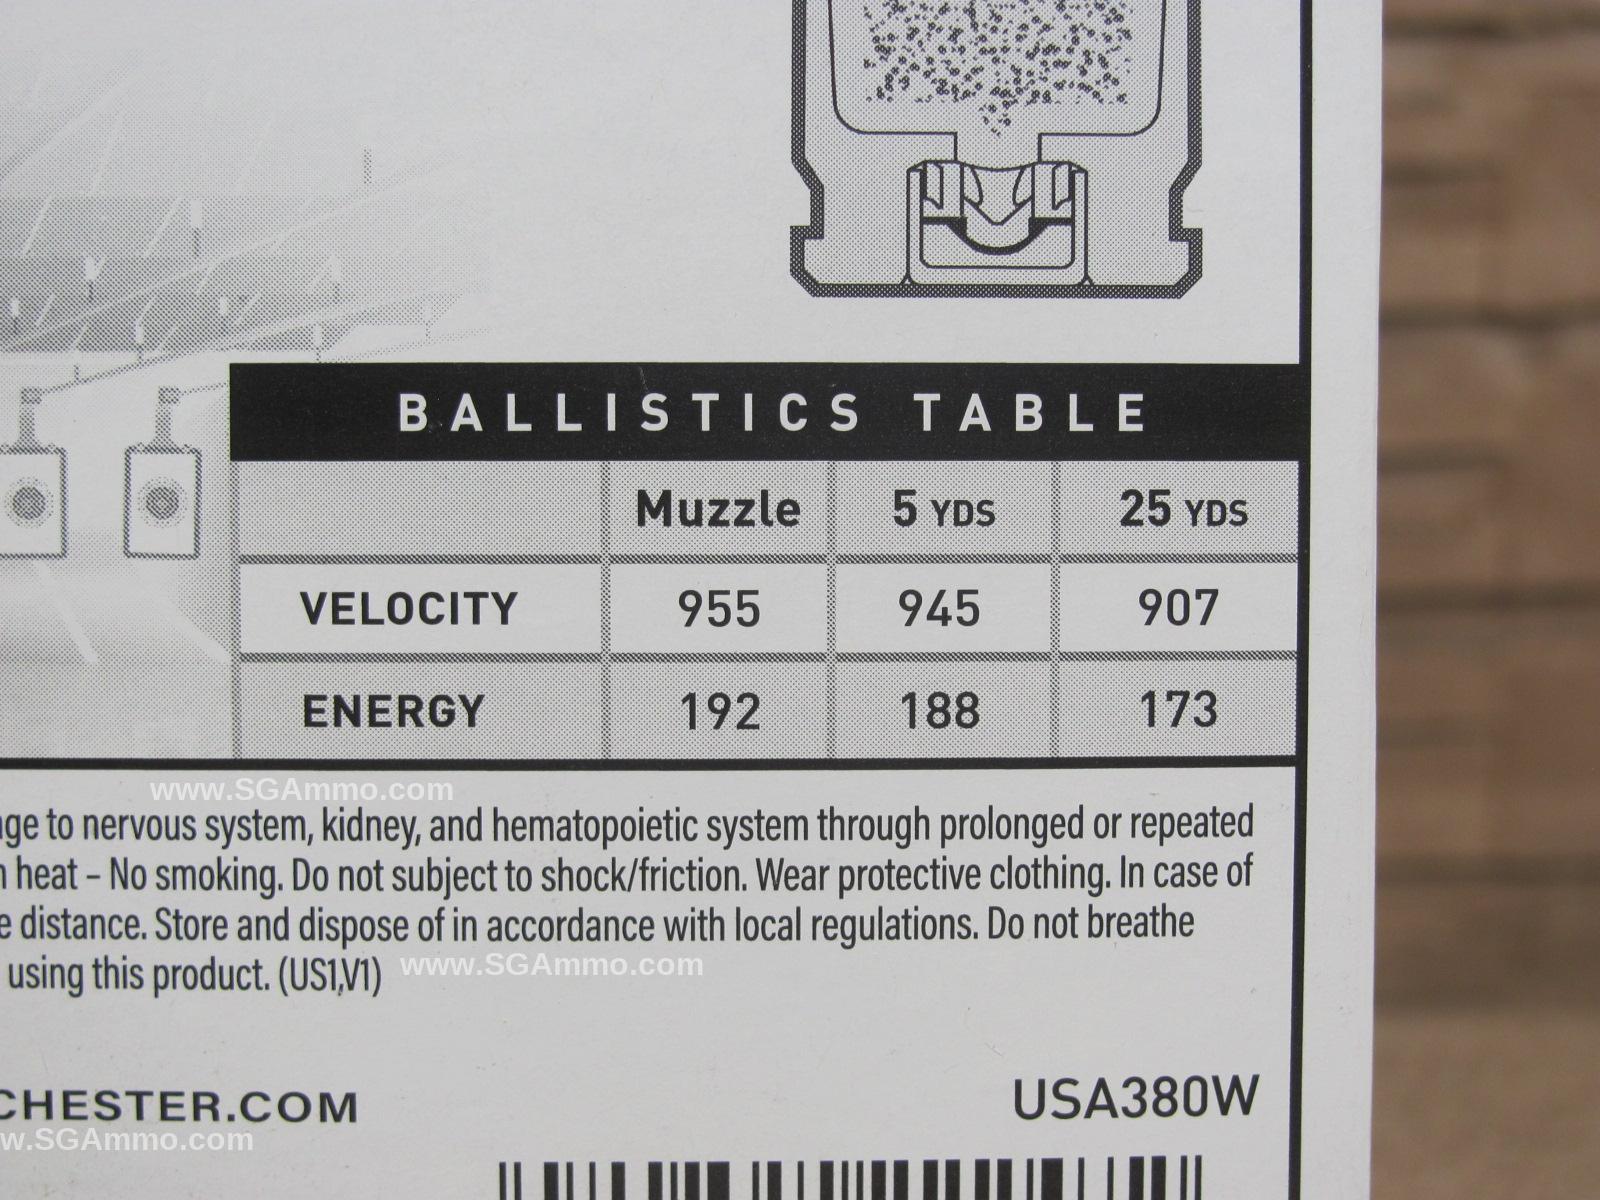 BALLISTICS TABLE
Muzzle 5 YDS 25 YDS
VELOCITY 955 945 907
ENERGY 192 188 173
www.SGAmmo.com
to nervous system, kidney, and hematopoietic system through prolonged or repeated
heat – No smoking. Do not subject to shock/friction. Wear protective clothing. In case of
distance. Store and dispose of in accordance with local regulations. Do not breathe
using this product. (US1,V1)
www.SGAmmo.com
CHESTER.COM
USA380W
w.SGAmmo.com